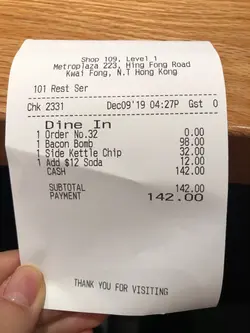 Shop 109, Level 1
Metroplaza 223, Hing Fong Road
Kwai Fong, N.T Hong Kong
101 Rest Ser
Chk 2331 Dec09'19 04:27P Gst 0
Dine In
1 Order No.32 0.00
1 Bacon Bomb 98.00
1 Side Kettle Chip 32.00
1 Add $12 Soda 12.00
CASH 142.00
SUBTOTAL 142.00
PAYMENT 142.00
THANK YOU FOR VISITING